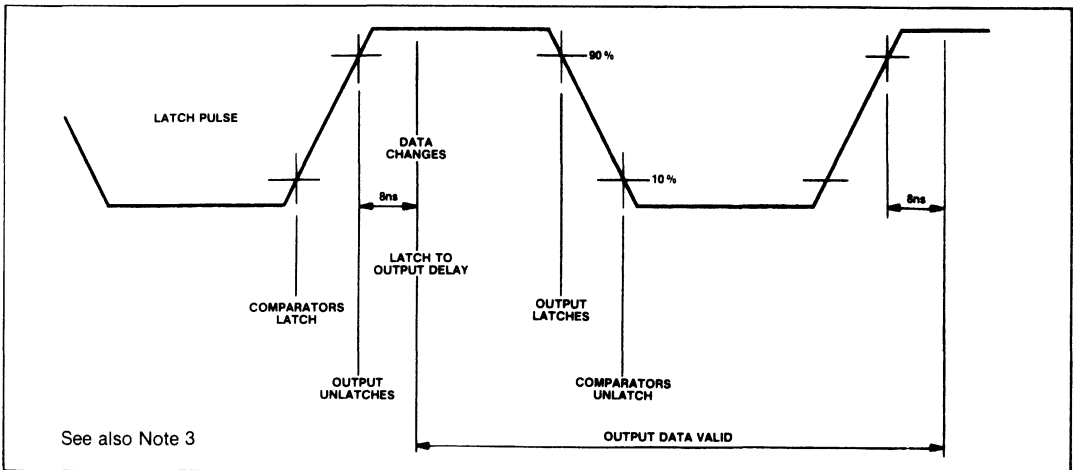 90 %
LATCH PULSE
DATA
CHANGES
10 %
8ns
8ns
LATCH TO
OUTPUT DELAY
COMPARATORS
LATCH
OUTPUT
LATCHES
OUTPUT
UNLATCHES
COMPARATORS
UNLATCH
OUTPUT DATA VALID
See also Note 3